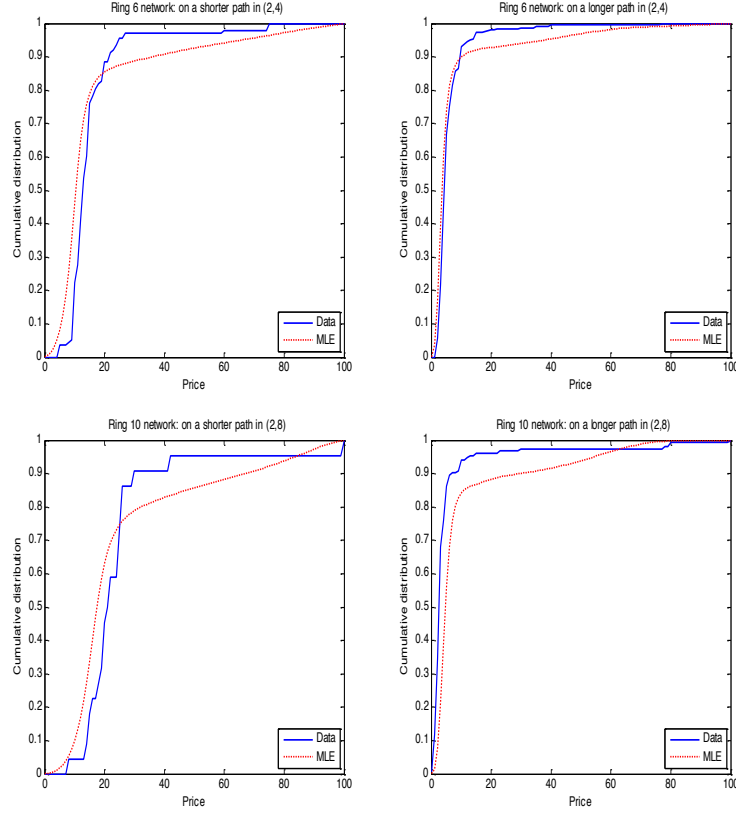 Ring 6 network: on a shorter path in (2,4)
1
0.9
0.8
0.7
0.6
0.5
0.4
0.3
0.2
0.1
0
Cumulative distribution
0 20 40 60 80 100
Price
Data
MLE
Ring 6 network: on a longer path in (2,4)
1
0.9
0.8
0.7
0.6
0.5
0.4
0.3
0.2
0.1
0
Cumulative distribution
0 20 40 60 80 100
Price
Data
MLE
Ring 10 network: on a shorter path in (2,8)
1
0.9
0.8
0.7
0.6
0.5
0.4
0.3
0.2
0.1
0
Cumulative distribution
0 20 40 60 80 100
Price
Data
MLE
Ring 10 network: on a longer path in (2,8)
1
0.9
0.8
0.7
0.6
0.5
0.4
0.3
0.2
0.1
0
Cumulative distribution
0 20 40 60 80 100
Price
Data
MLE